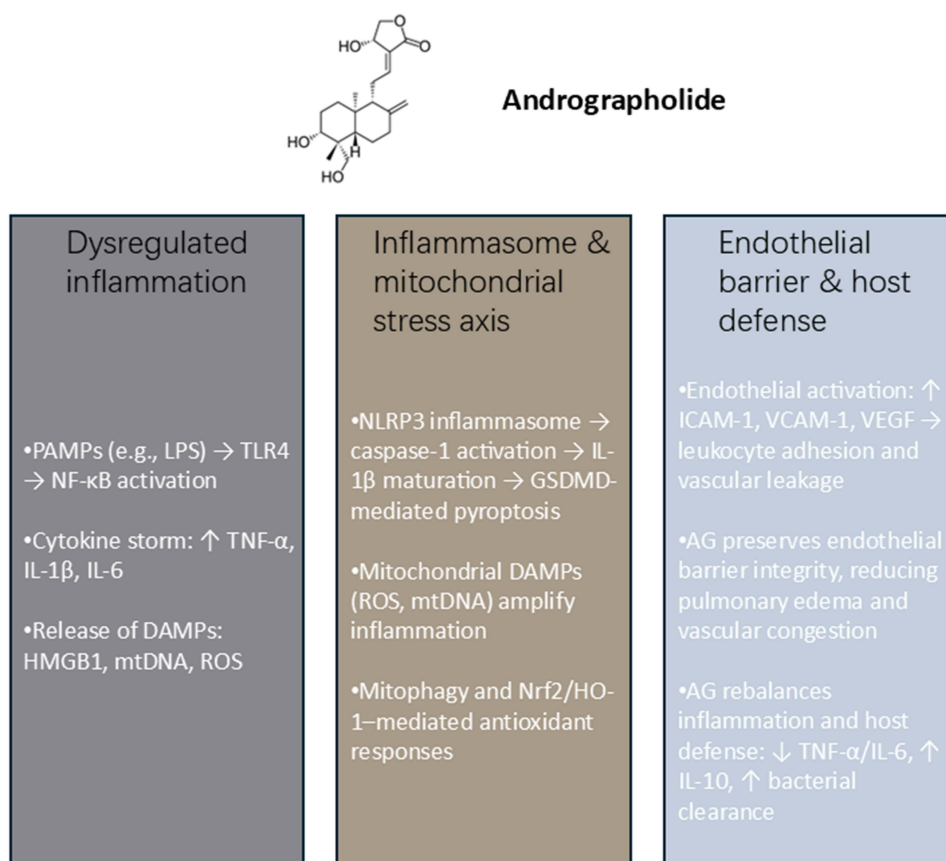 O
HO
O
Andrographolide
HO
H
HO
Dysregulated
inflammation
•PAMPs (e.g., LPS) → TLR4
→ NF-κB activation
•Cytokine storm: ↑ TNF-α,
IL-1β, IL-6
•Release of DAMPs:
HMGB1, mtDNA, ROS
Inflammasome &
mitochondrial
stress axis
•NLRP3 inflammasome →
caspase-1 activation → IL-
1β maturation → GSDMD-
mediated pyroptosis
•Mitochondrial DAMPs
(ROS, mtDNA) amplify
inflammation
•Mitophagy and Nrf2/HO-
1–mediated antioxidant
responses
Endothelial
barrier & host
defense
•Endothelial activation: ↑
ICAM-1, VCAM-1, VEGF →
leukocyte adhesion and
vascular leakage
•AG preserves endothelial
barrier integrity, reducing
pulmonary edema and
vascular congestion
•AG rebalances
inflammation and host
defense: ↓ TNF-α/IL-6, ↑
IL-10, ↑ bacterial
clearance